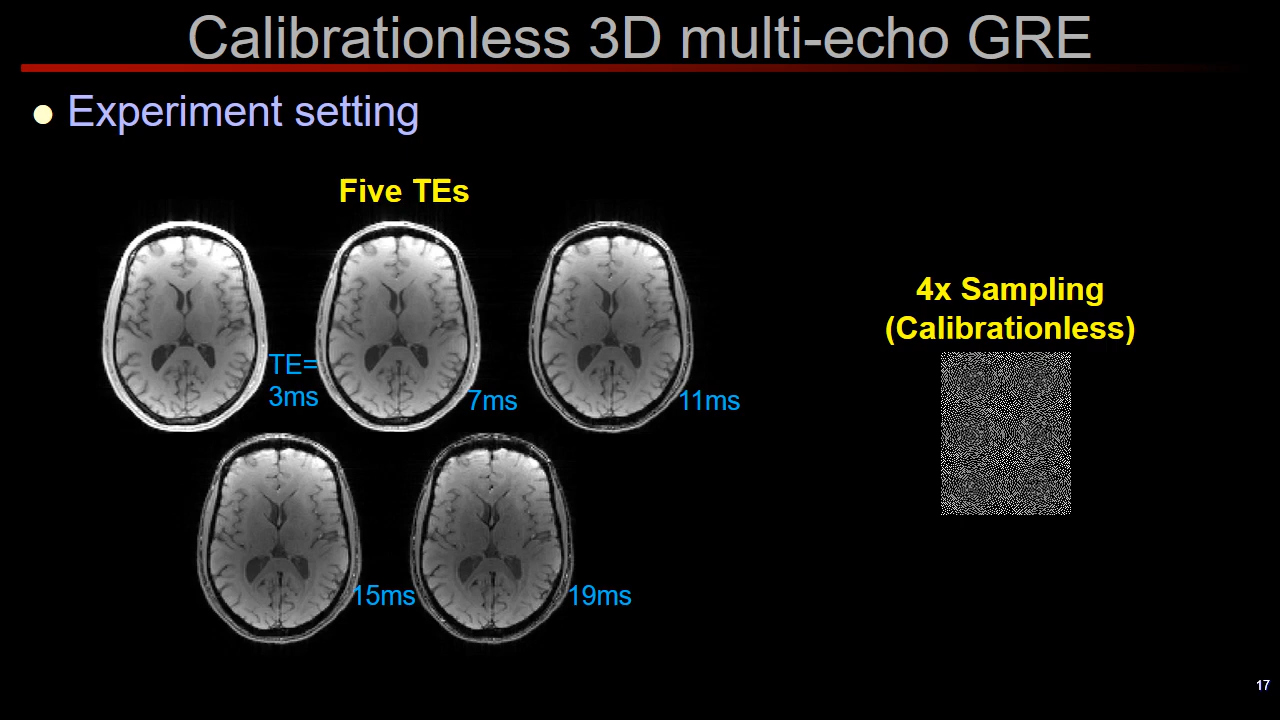 Calibrationless 3D multi-echo GRE
● Experiment setting
Five TEs
TE=
3ms
7ms
11ms
15ms
19ms
4x Sampling
(Calibrationless)
17